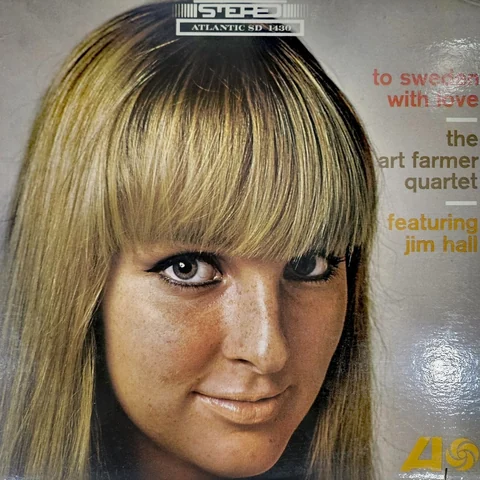 STEREO
ATLANTIC SD 1430
to sweden
with love
the
art farmer
quartet
featuring
jim hall